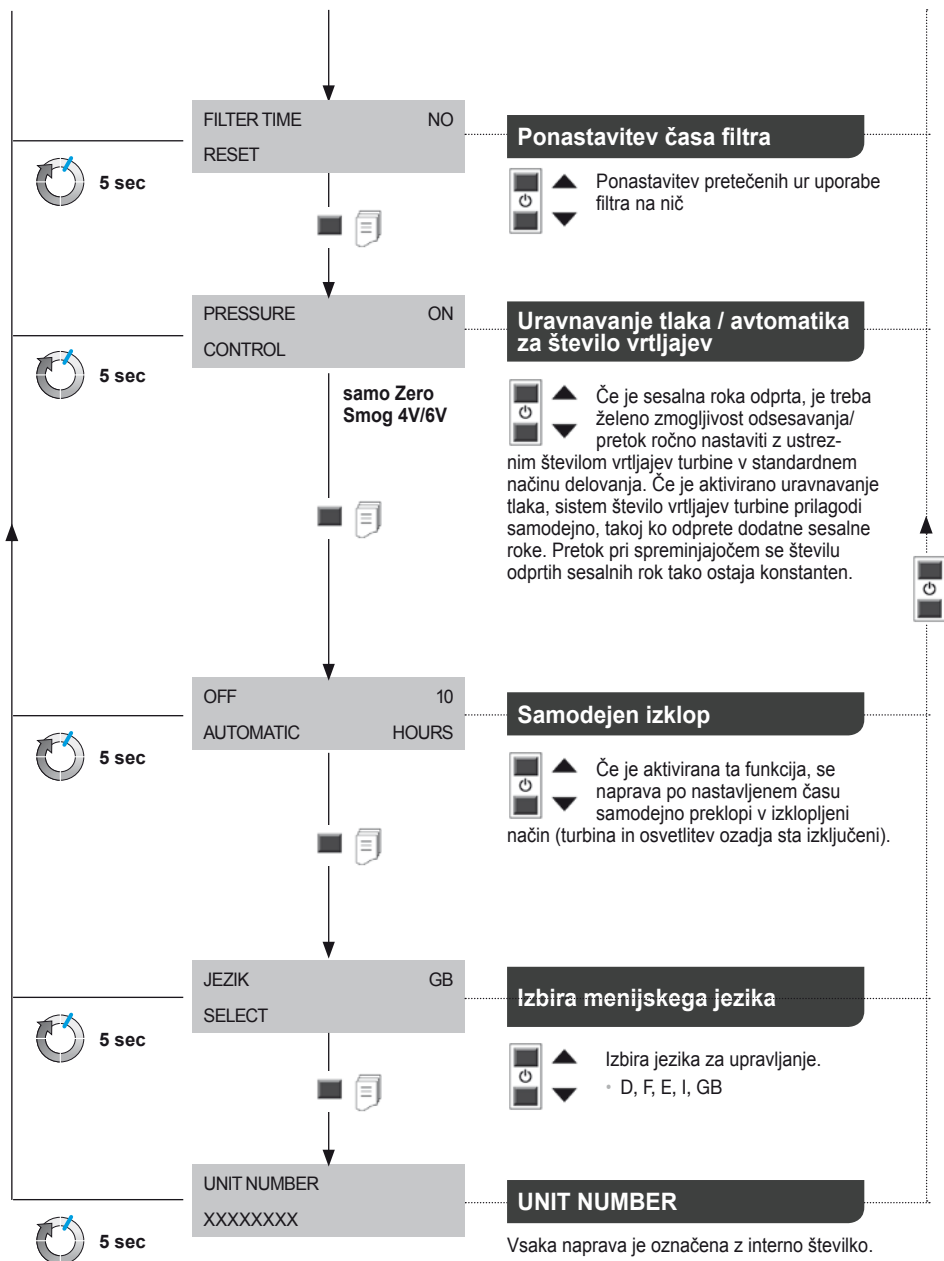 FILTER TIME NO
RESET
5 sec
Ponastavitev časa filtra
Ponastavitev pretečenih ur uporabe
filtra na nič
PRESSURE ON
CONTROL
5 sec
samo Zero
Smog 4V/6V
Uravnavanje tlaka / avtomatika
za število vrtljajev
Če je sesalna roka odprta, je treba
želeno zmogljivost odsesavanja/
pretok ročno nastaviti z ustrez-
nim številom vrtljajev turbine v standardnem
načinu delovanja. Če je aktivirano uravnavanje
tlaka, sistem število vrtljajev turbine prilagodi
samodejno, takoj ko odprete dodatne sesalne
roke. Pretok pri spreminjajočem se številu
odprtih sesalnih rok tako ostaja konstanten.
OFF 10
AUTOMATIC HOURS
5 sec
Samodejen izklop
Če je aktivirana ta funkcija, se
naprava po nastavljenem času
samodejno preklopi v izklopljeni
način (turbina in osvetlitev ozadja sta izključeni).
JEZIK GB
SELECT
5 sec
Izbira menijskega jezika
Izbira jezika za upravljanje.
• D, F, E, I, GB
UNIT NUMBER
XXXXXXXX
5 sec
UNIT NUMBER
Vsaka naprava je označena z interno številko.